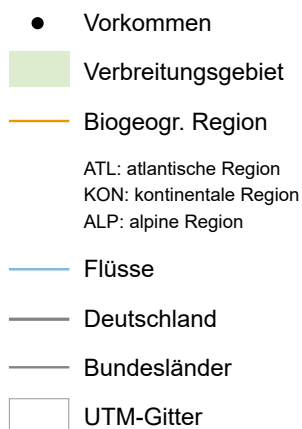 Vorkommen
Verbreitungsgebiet
Biogeogr. Region
ATL: atlantische Region
KON: kontinentale Region
ALP: alpine Region
Flüsse
Deutschland
Bundesländer
UTM-Gitter